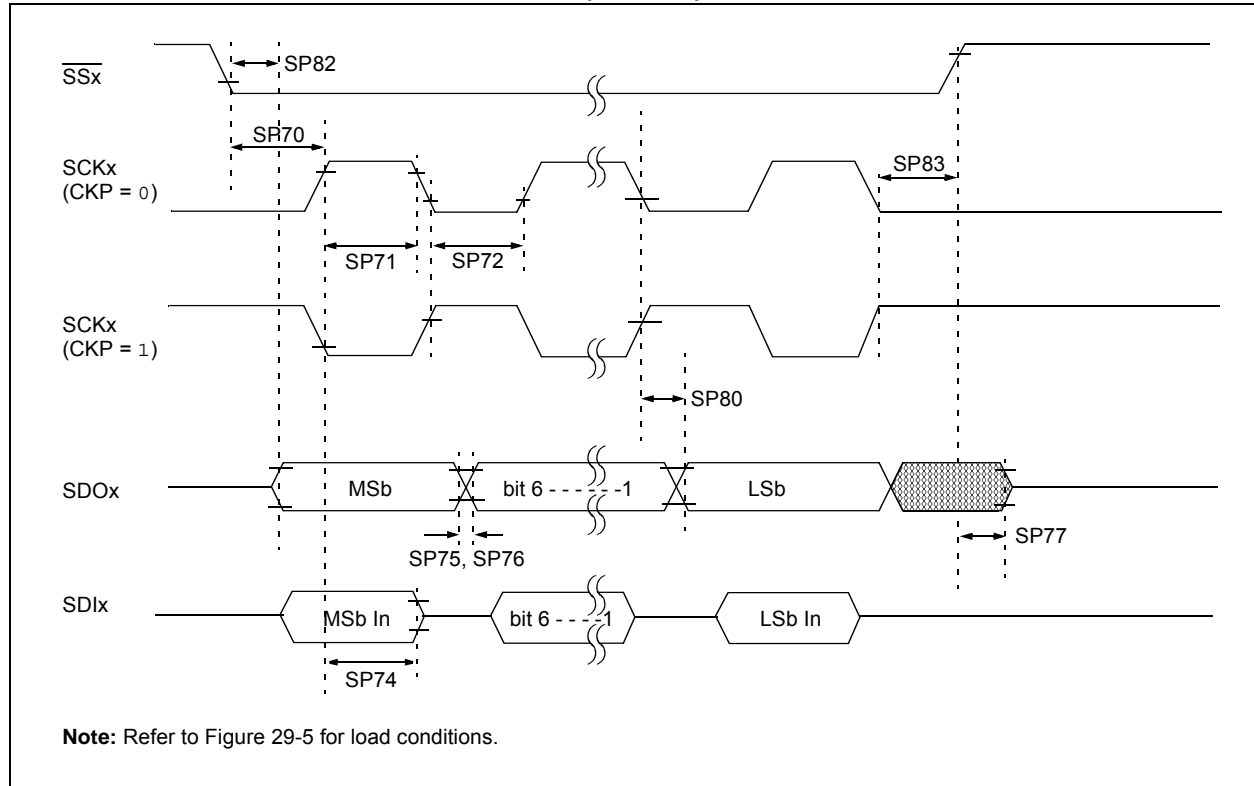 SP82
SSx
SP70
SCKx
(CKP = 0)
SP83
SP71
SP72
SCKx
(CKP = 1)
SP80
SDOx
MSb
bit 6 - - - - - -1
LSb
SP75, SP76
SP77
SDIx
MSb In
bit 6 - - - -1
LSb In
SP74
Note: Refer to Figure 29-5 for load conditions.